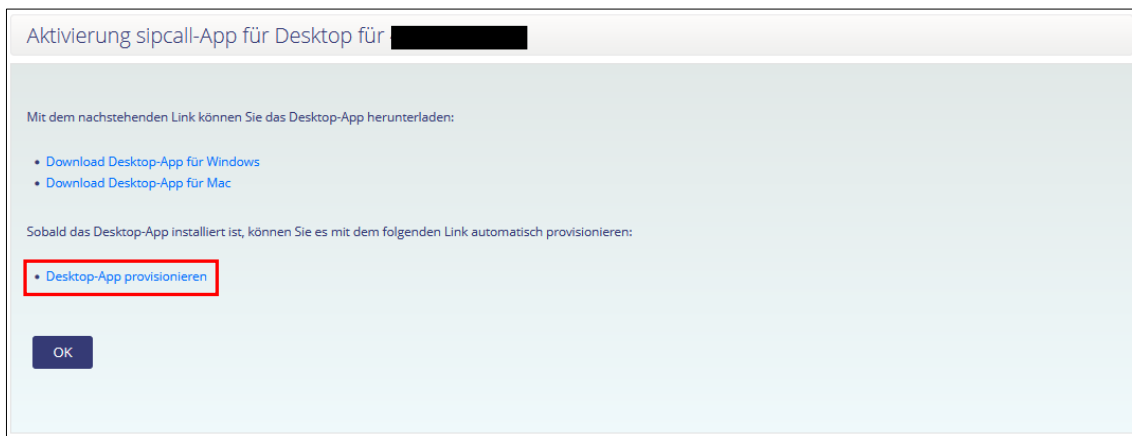 Aktivierung sipcall-App für Desktop für
Mit dem nachstehenden Link können Sie das Desktop-App herunterladen:
• Download Desktop-App für Windows
• Download Desktop-App für Mac
Sobald das Desktop-App installiert ist, können Sie es mit dem folgenden Link automatisch provisionieren:
• Desktop-App provisionieren
OK